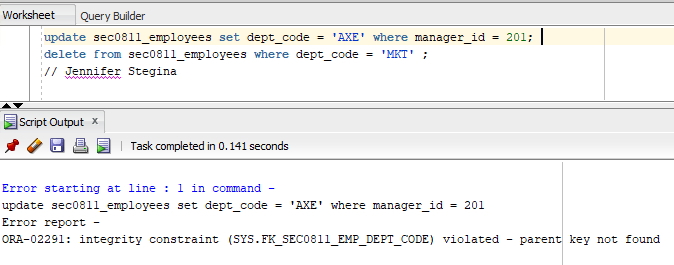 Worksheet Query Builder
update sec0811_employees set dept_code = 'AXE' where manager_id = 201;
delete from sec0811_employees where dept_code = 'MKT' ;
// Jennifer Stegina
Script Output x
Task completed in 0.141 seconds
Error starting at line : 1 in command -
update sec0811_employees set dept_code = 'AXE' where manager_id = 201
Error report -
ORA-02291: integrity constraint (SYS.FK_SEC0811_EMP_DEPT_CODE) violated - parent key not found